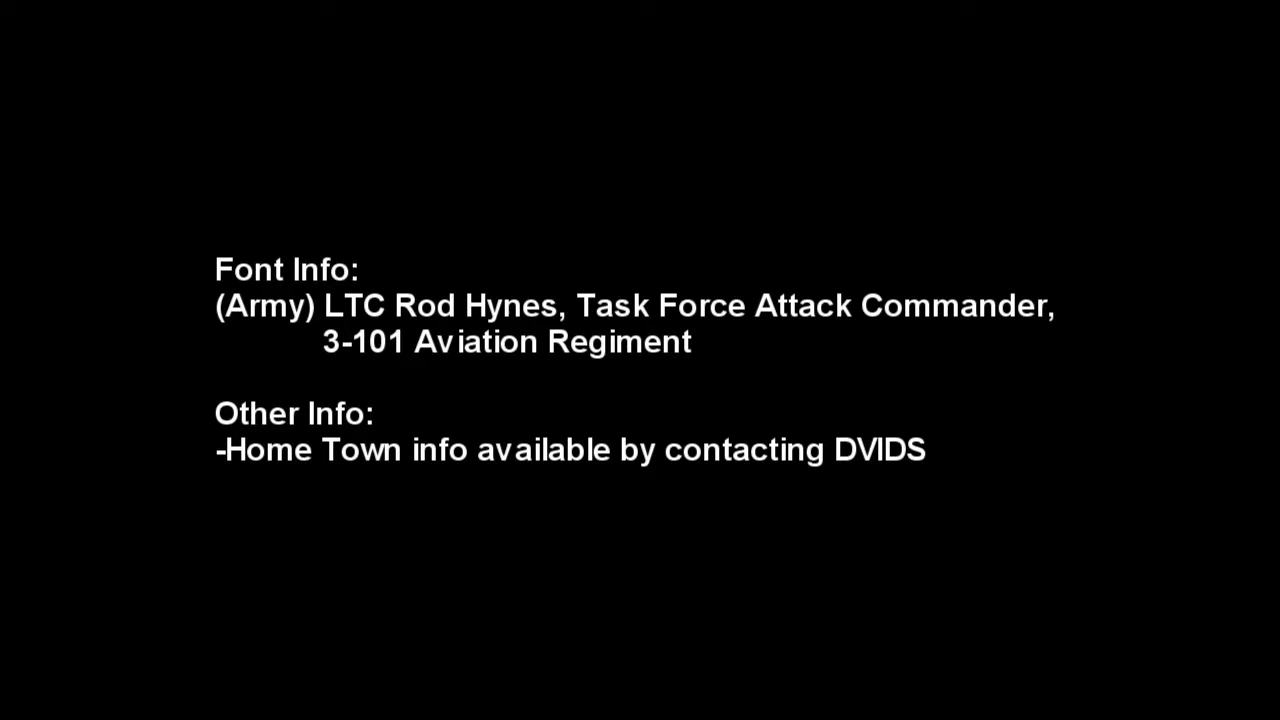 Font Info:
(Army) LTC Rod Hynes, Task Force Attack Commander,
3-101 Aviation Regiment
Other Info:
-Home Town info available by contacting DVIDS